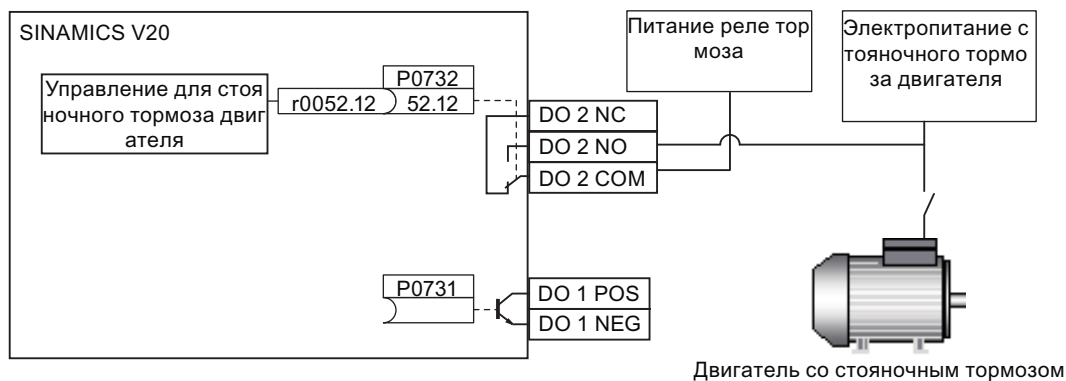 SINAMICS V20
Управление для стоя
ночного тормоза двиг
ателя
r0052.12
P0732
52.12
DO 2 NC
DO 2 NO
DO 2 COM
Питание реле тор
моза
Электропитание с
тояночного тормо
за двигателя
P0731
DO 1 POS
DO 1 NEG
Двигатель со стояночным тормозом